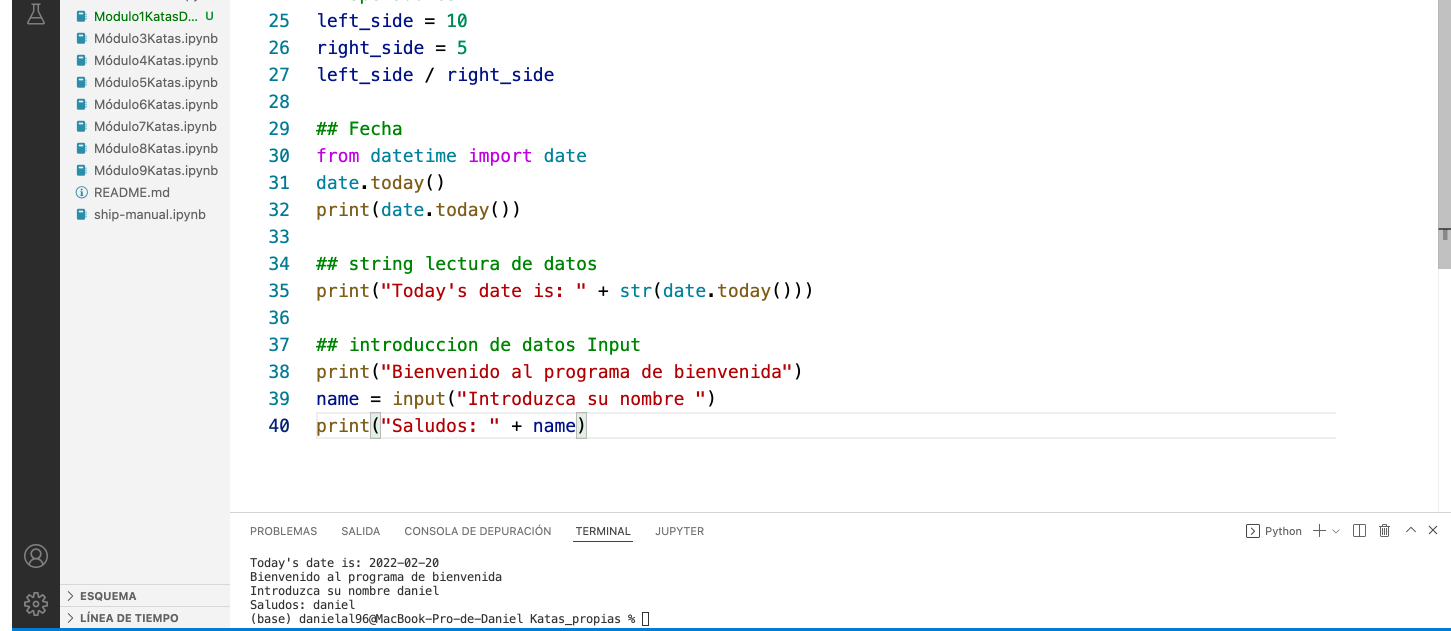 Modulo1KatasD... U
Módulo3Katas.ipynb
Módulo4Katas.ipynb
Módulo5Katas.ipynb
Módulo6Katas.ipynb
Módulo7Katas.ipynb
Módulo8Katas.ipynb
Módulo9Katas.ipynb
README.md
ship-manual.ipynb
ESQUEMA
LÍNEA DE TIEMPO
25 left_side = 10
26 right_side = 5
27 left_side / right_side
28
29 ## Fecha
30 from datetime import date
31 date.today()
32 print(date.today())
33
34 ## string lectura de datos
35 print("Today's date is: " + str(date.today()))
36
37 ## introduccion de datos Input
38 print("Bienvenido al programa de bienvenida")
39 name = input("Introduzca su nombre ")
40 print("Saludos: " + name)
PROBLEMAS SALIDA CONSOLA DE DEPURACIÓN TERMINAL JUPYTER Python
Today's date is: 2022-02-20
Bienvenido al programa de bienvenida
Introduzca su nombre daniel
Saludos: daniel
(base) danielal96@MacBook-Pro-de-Daniel Katas_propias %